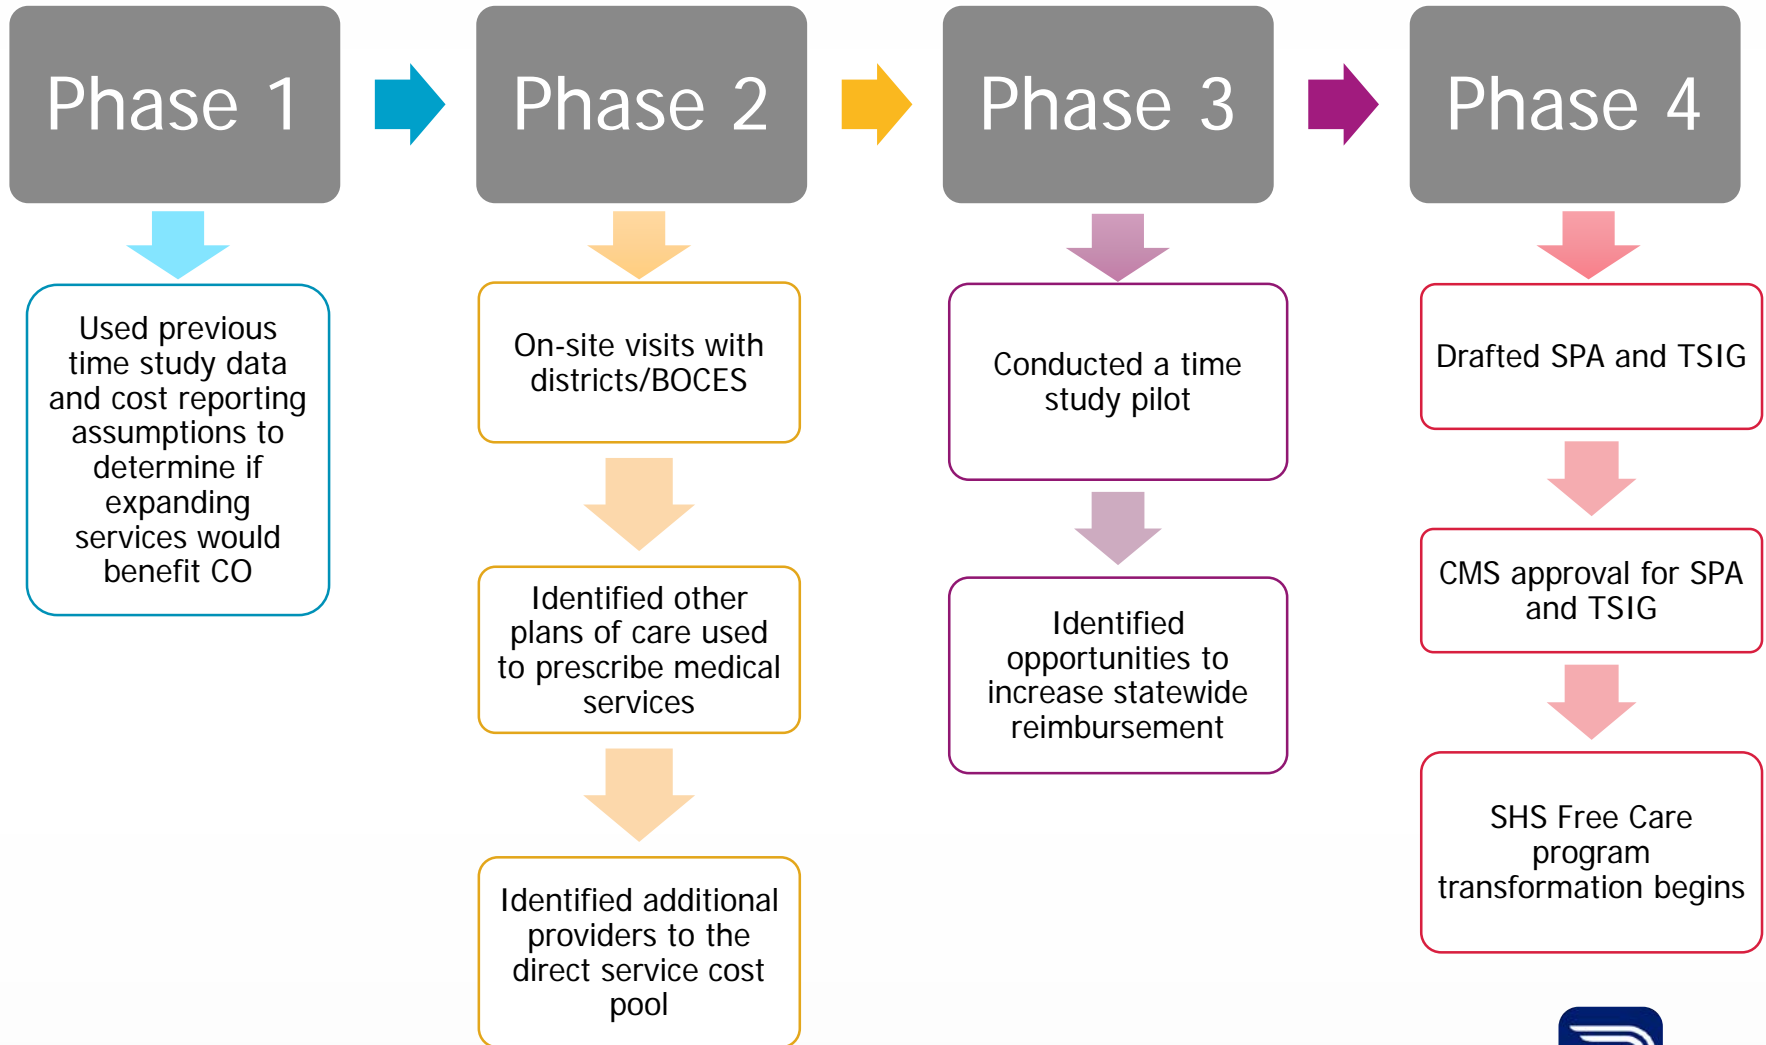 Phase 1
Phase 2
Phase 3
Phase 4
Used previous
time study data
and cost reporting
assumptions to
determine if
expanding
services would
benefit CO
On-site visits with
districts/BOCES
Identified other
plans of care used
to prescribe medical
services
Identified additional
providers to the
direct service cost
pool
Conducted a time
study pilot
Identified
opportunities to
increase statewide
reimbursement
Drafted SPA and TSIG
CMS approval for SPA
and TSIG
SHS Free Care
program
transformation begins